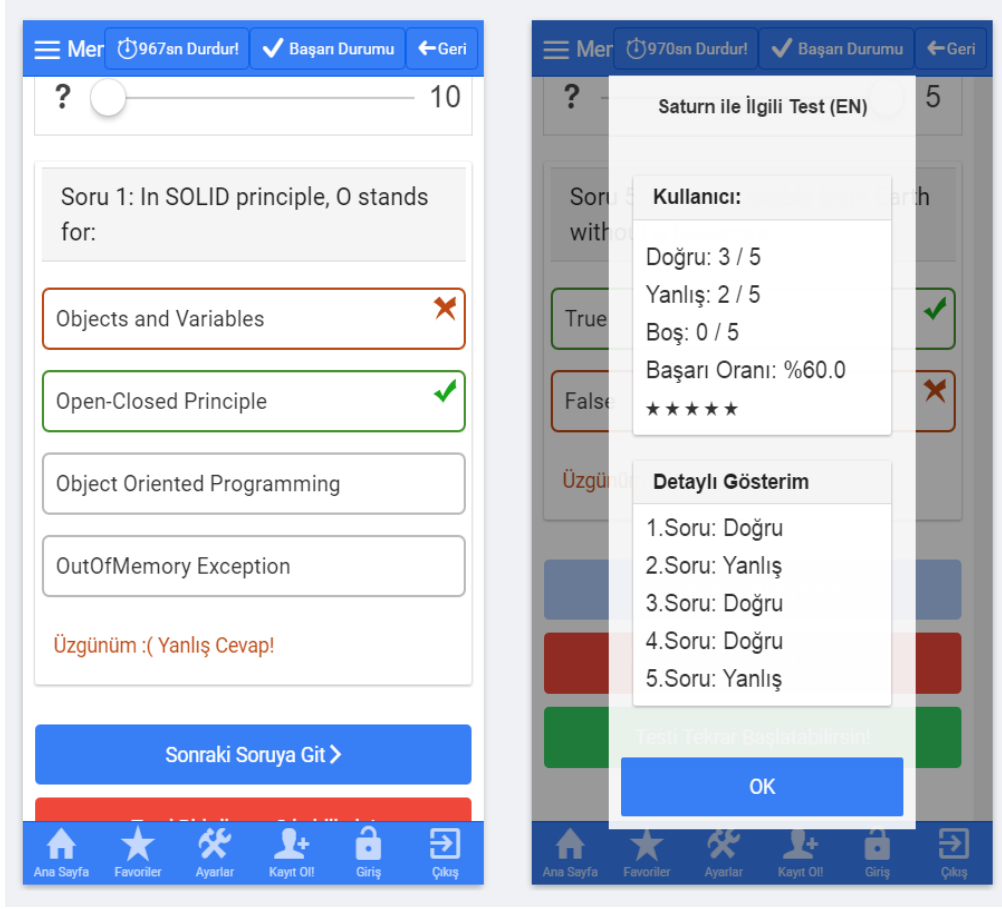 Mer
967sn Durdur!
Başarı Durumu
Geri
?
10
Soru 1: In SOLID principle, O stands
for:
Objects and Variables
Open-Closed Principle
Object Oriented Programming
OutOfMemory Exception
Üzgünüm :( Yanlış Cevap!
Sonraki Soruya Git
Ana Sayfa
Favoriler
Ayarlar
Kayıt Ol!
Giriş
Çıkış
Mer
970sn Durdur!
Başarı Durumu
Geri
?
5
Saturn ile İlgili Test (EN)
Soru
Kullanıcı:
Doğru: 3 / 5
Yanlış: 2 / 5
Boş: 0 / 5
Başarı Oranı: %60.0
★★★★★
True
False
Detaylı Gösterim
1.Soru: Doğru
2.Soru: Yanlış
3.Soru: Doğru
4.Soru: Doğru
5.Soru: Yanlış
Testi Tekrar Başlatabilirsin!
OK
Ana Sayfa
Favoriler
Ayarlar
Kayıt Ol!
Giriş
Çıkış